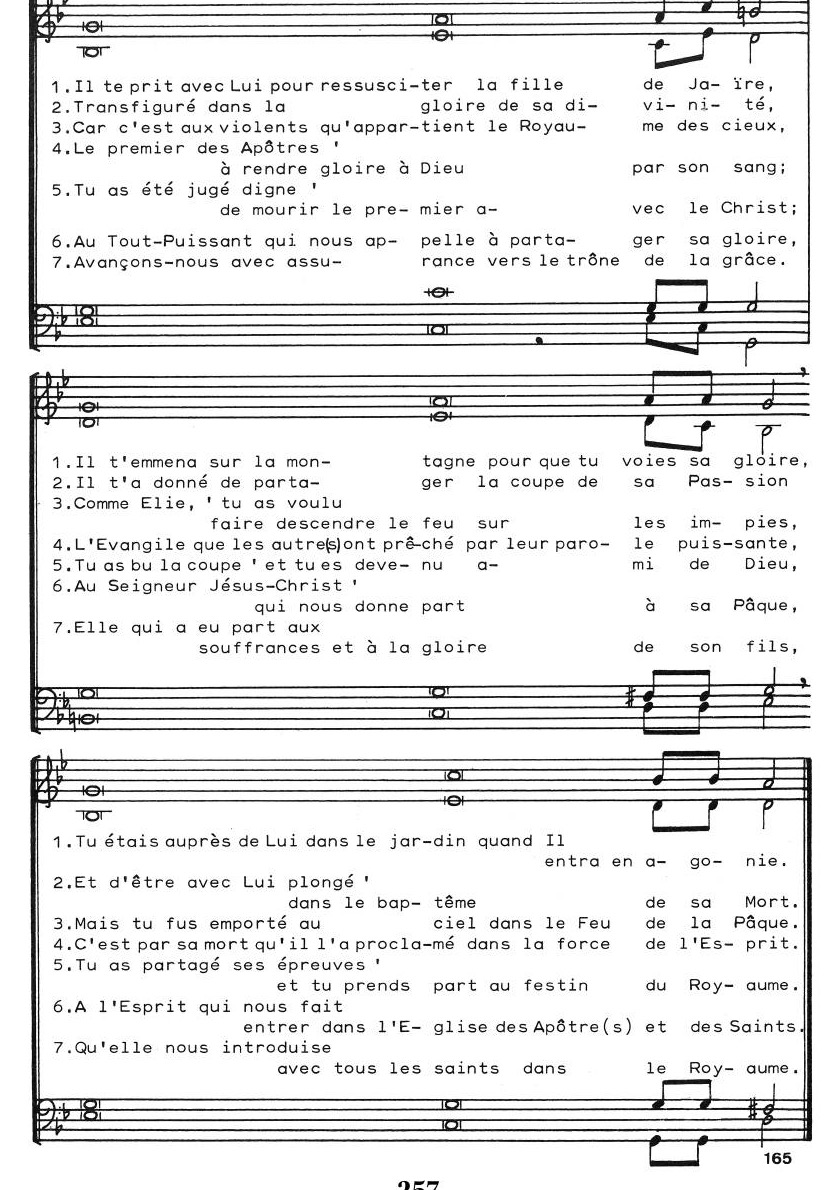 1.Il te prit avec Lui pour ressusci-ter la fille de Ja- ïre,
2.Transfiguré dans la gloire de sa di- vi- ni- té,
3.Car c'est aux violents qu'appar-tient le Royau- me des cieux,
4.Le premier des Apôtres '
à rendre gloire à Dieu par son sang;
5.Tu as été jugé digne '
de mourir le pre- mier a- vec le Christ;
6.Au Tout-Puissant qui nous ap- pelle à parta- ger sa gloire,
7.Avançons-nous avec assu- rance vers le trône de la grâce.
1.Il t'emmena sur la mon- tagne pour que tu voies sa gloire,
2.Il t'a donné de parta- ger la coupe de sa Pas- sion
3.Comme Elie, ' tu as voulu
faire descendre le feu sur les im- pies,
4.L'Evangile que les autre(s)ont prê-ché par leur paro- le puis-sante,
5.Tu as bu la coupe ' et tu es deve- nu a- mi de Dieu,
6.Au Seigneur Jésus-Christ '
qui nous donne part à sa Pâque,
7.Elle qui a eu part aux
souffrances et à la gloire de son fils,
1.Tu étais auprès de Lui dans le jar-din quand Il
entra en a- go- nie.
2.Et d'être avec Lui plongé '
dans le bap- tême de sa Mort.
3.Mais tu fus emporté au ciel dans le Feu de la Pâque.
4.C'est par sa mort qu'il l'a procla-mé dans la force de l'Es- prit.
5.Tu as partagé ses épreuves '
et tu prends part au festin du Roy- aume.
6.A l'Esprit qui nous fait
entrer dans l'E- glise des Apôtre(s) et des Saints.
7.Qu'elle nous introduise
avec tous les saints dans le Roy- aume.
165
257